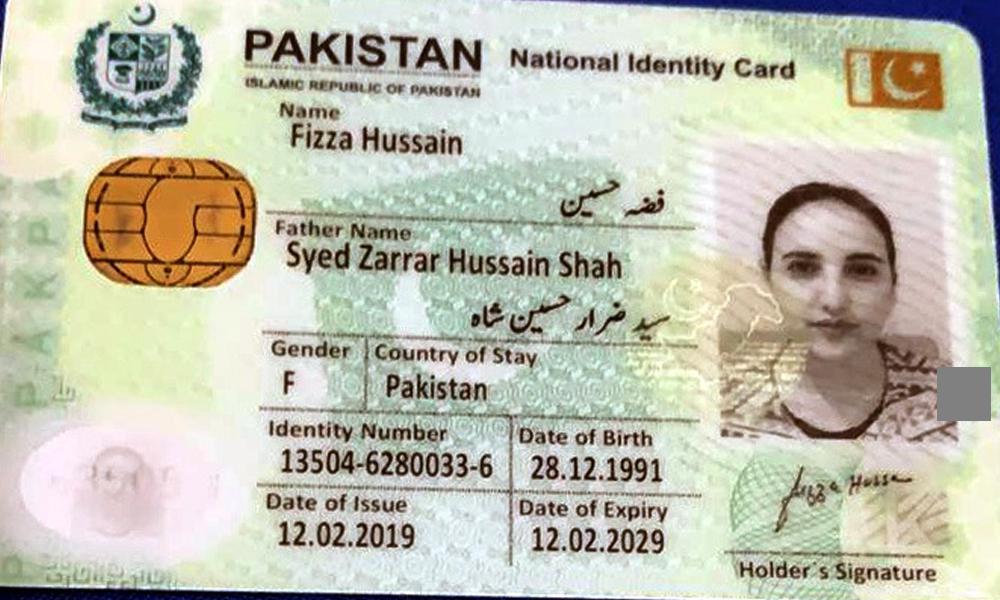 PAKISTAN National Identity Card
ISLAMIC REPUBLIC OF PAKISTAN
Name
Fizza Hussain
فضہ حسین
Father Name
Syed Zarrar Hussain Shah
سید ضرار حسین شاہ
Gender Country of Stay
F Pakistan
Identity Number Date of Birth
13504-6280033-6 28.12.1991
Date of Issue Date of Expiry
12.02.2019 12.02.2029
Holder's Signature